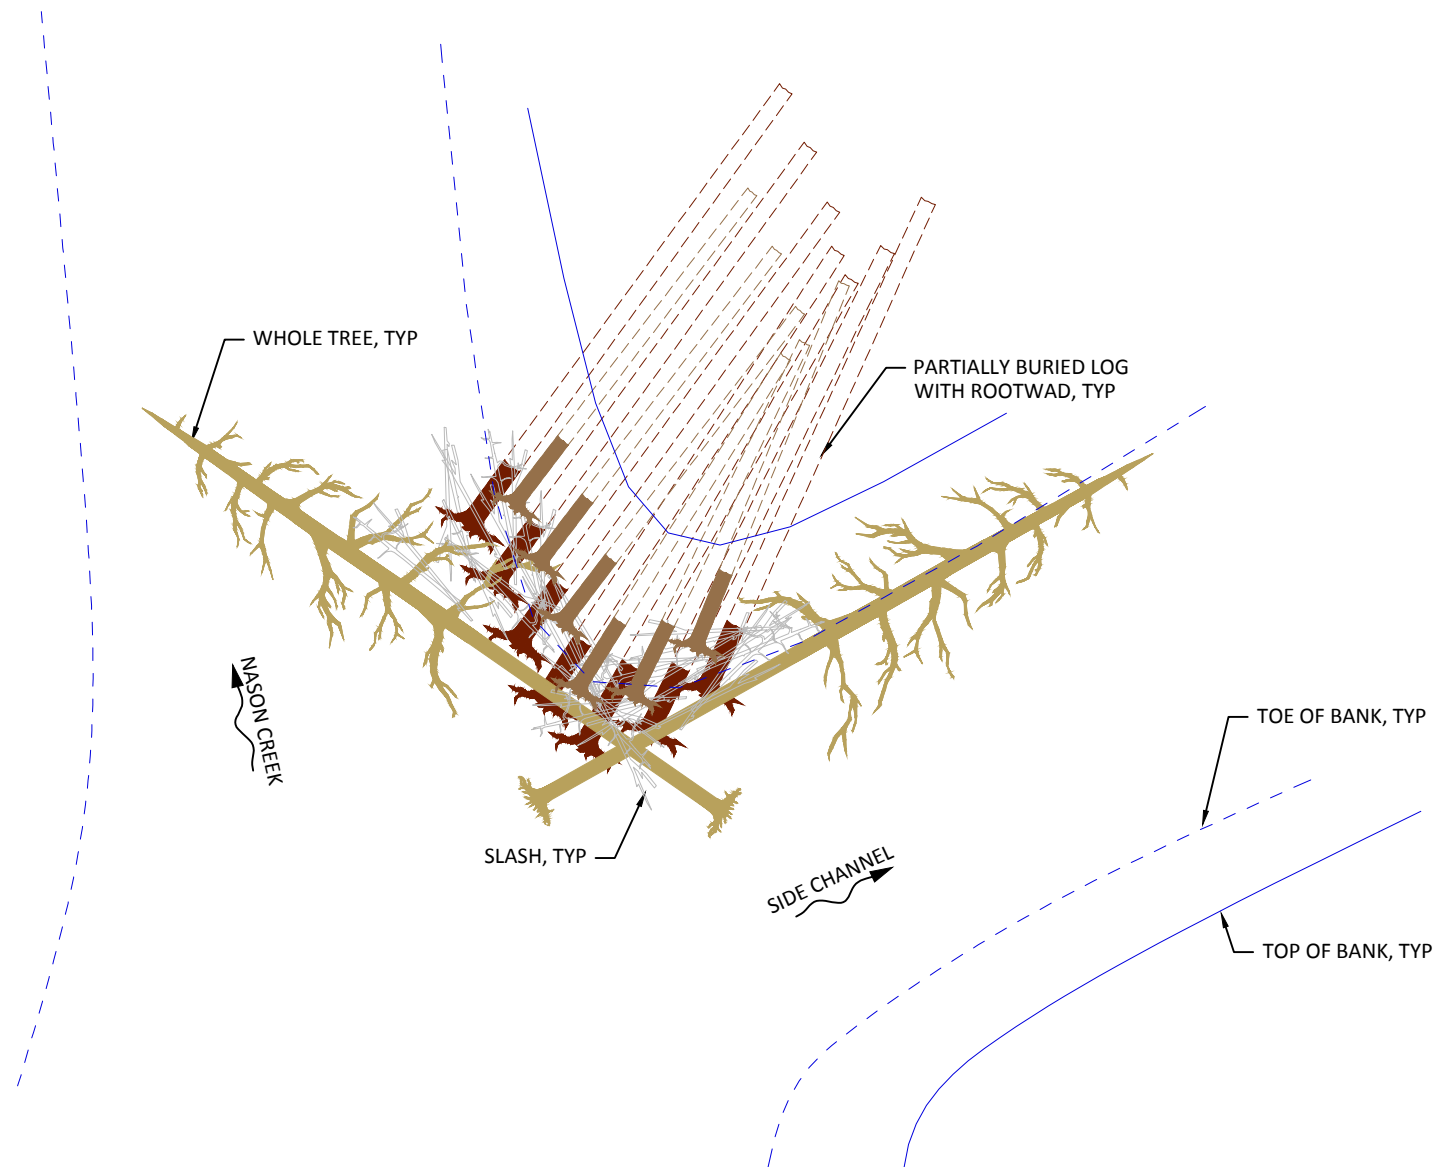 WHOLE TREE, TYP
PARTIALLY BURIED LOG
WITH ROOTWAD, TYP
NASON CREEK
TOE OF BANK, TYP
SLASH, TYP
SIDE CHANNEL
TOP OF BANK, TYP